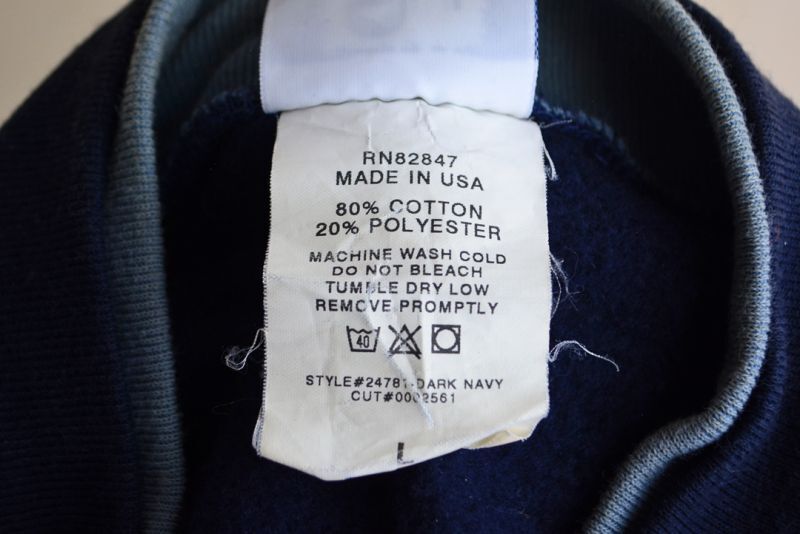 RN82847
MADE IN USA
80% COTTON
20% POLYESTER
MACHINE WASH COLD
DO NOT BLEACH
TUMBLE DRY LOW
REMOVE PROMPTLY
40
STYLE#24781-DARK NAVY
CUT#0002561
L